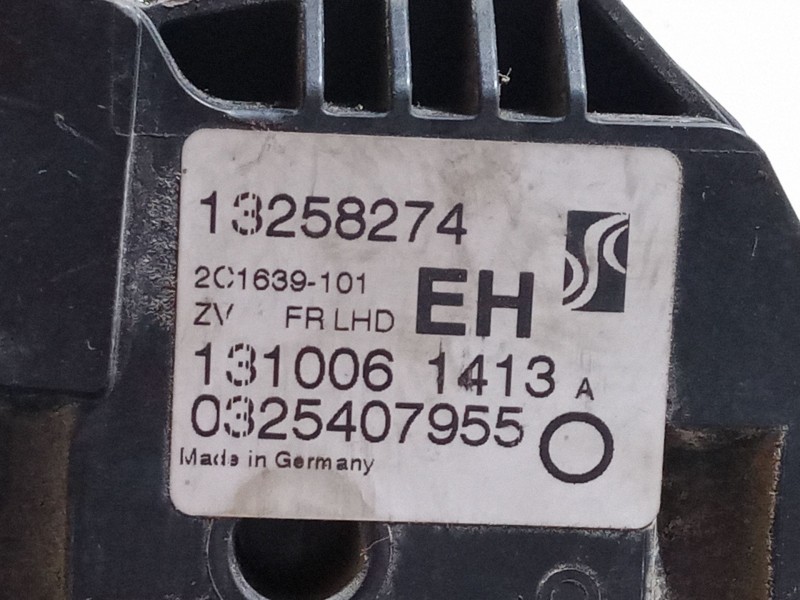 13258274
2C1639-101
EH
ZV FR LHD
131006 1413 A
0325407955
Made in Germany